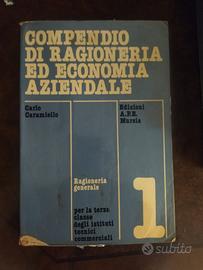 COMPENDIO
DI RAGIONERIA
ED ECONOMIA
AZIENDALE
Carlo
Caramiello
Edizioni
A.P.E.
Mursia
Ragioneria
generale
per la terza
classe
degli istituti
tecnici
commerciali
1
subito